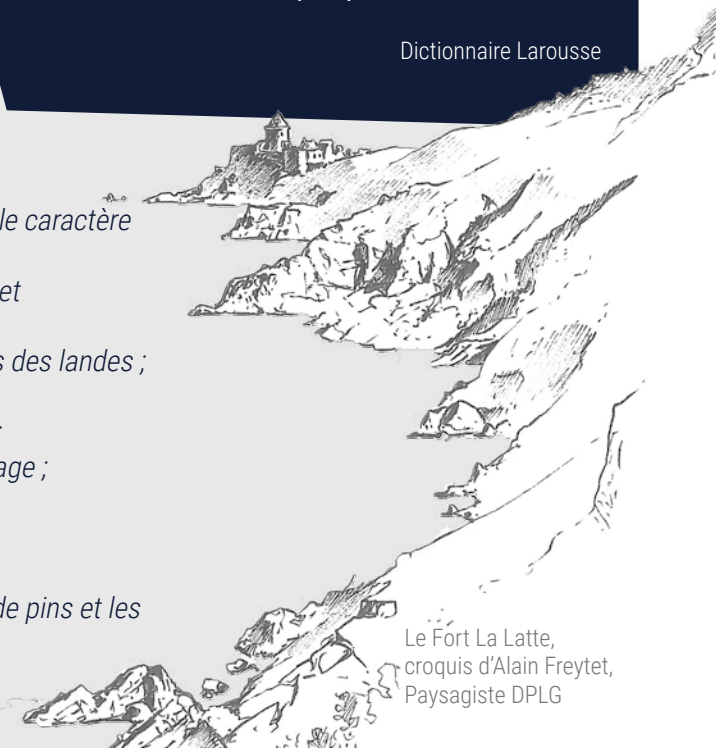 Dictionnaire Larousse
le caractère
et
des landes ;
age ;
de pins et les
Le Fort La Latte,
croquis d'Alain Freytet,
Paysagiste DPLG